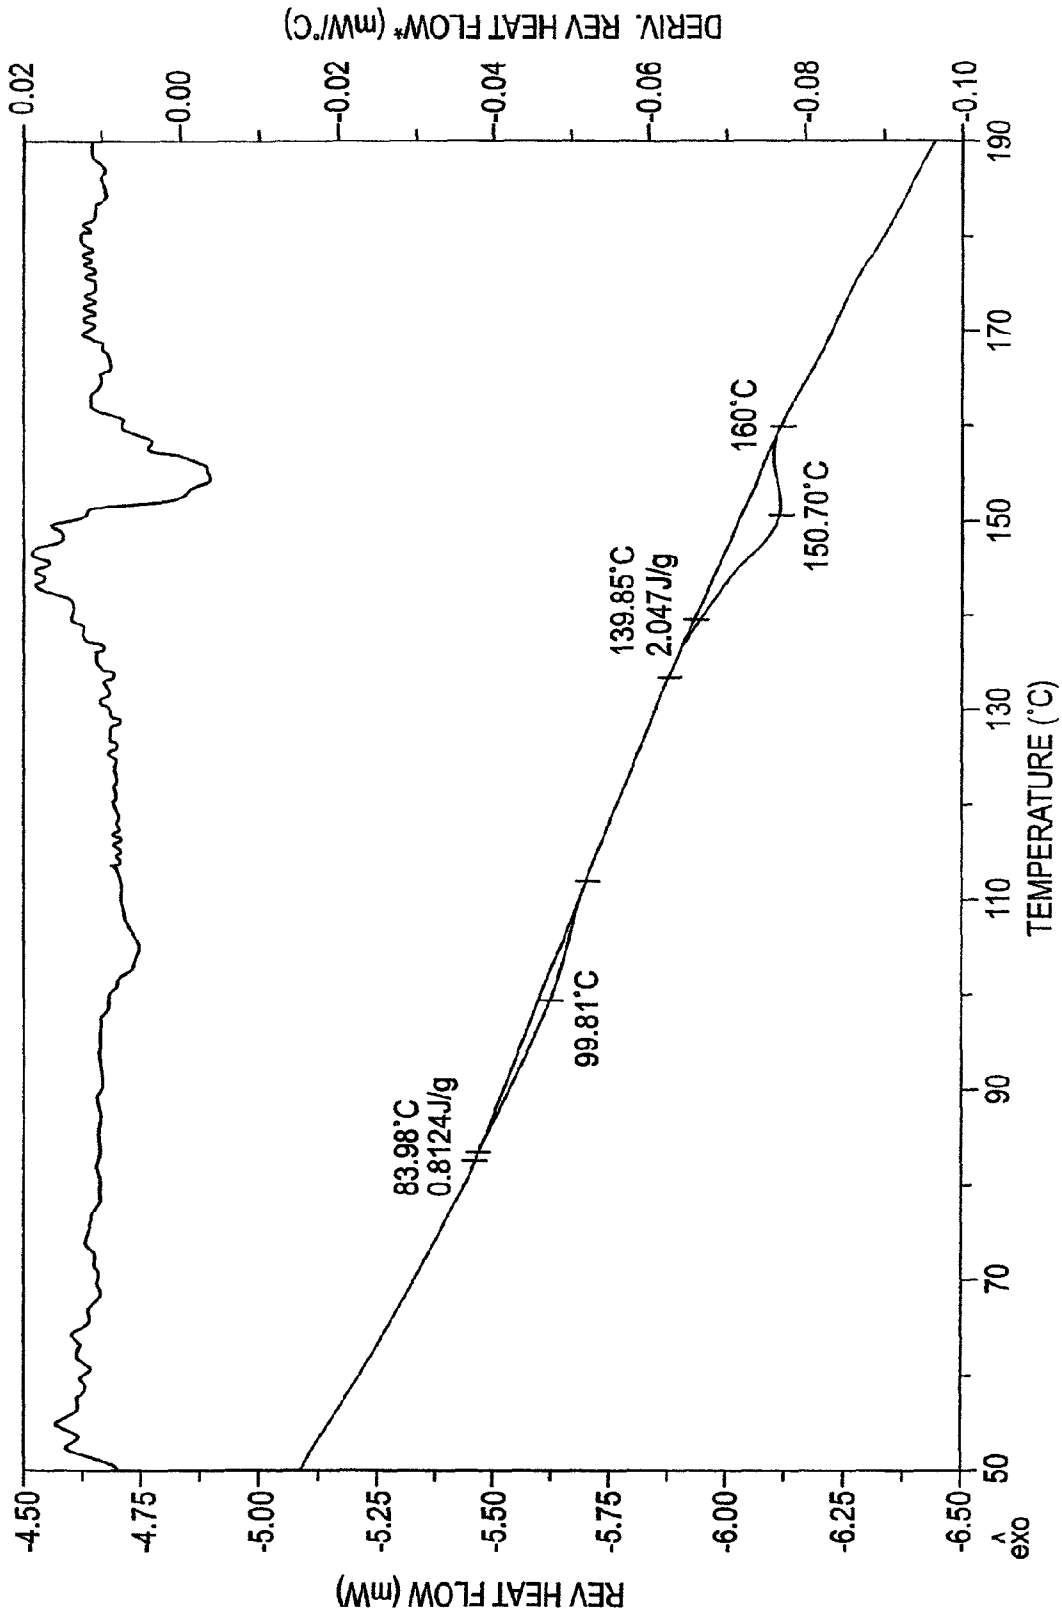 REV HEAT FLOW (mW)
-4.50
-4.75
-5.00
-5.25
-5.50
-5.75
-6.00
-6.25
-6.50
^
exo
83.98°C
0.8124J/g
99.81°C
139.85°C
2.047J/g
150.70°C
160°C
50
70
90
110
130
150
170
190
TEMPERATURE (°C)
0.02
0.00
-0.02
-0.04
-0.06
-0.08
-0.10
DERIV. REV HEAT FLOW* (mW/°C)